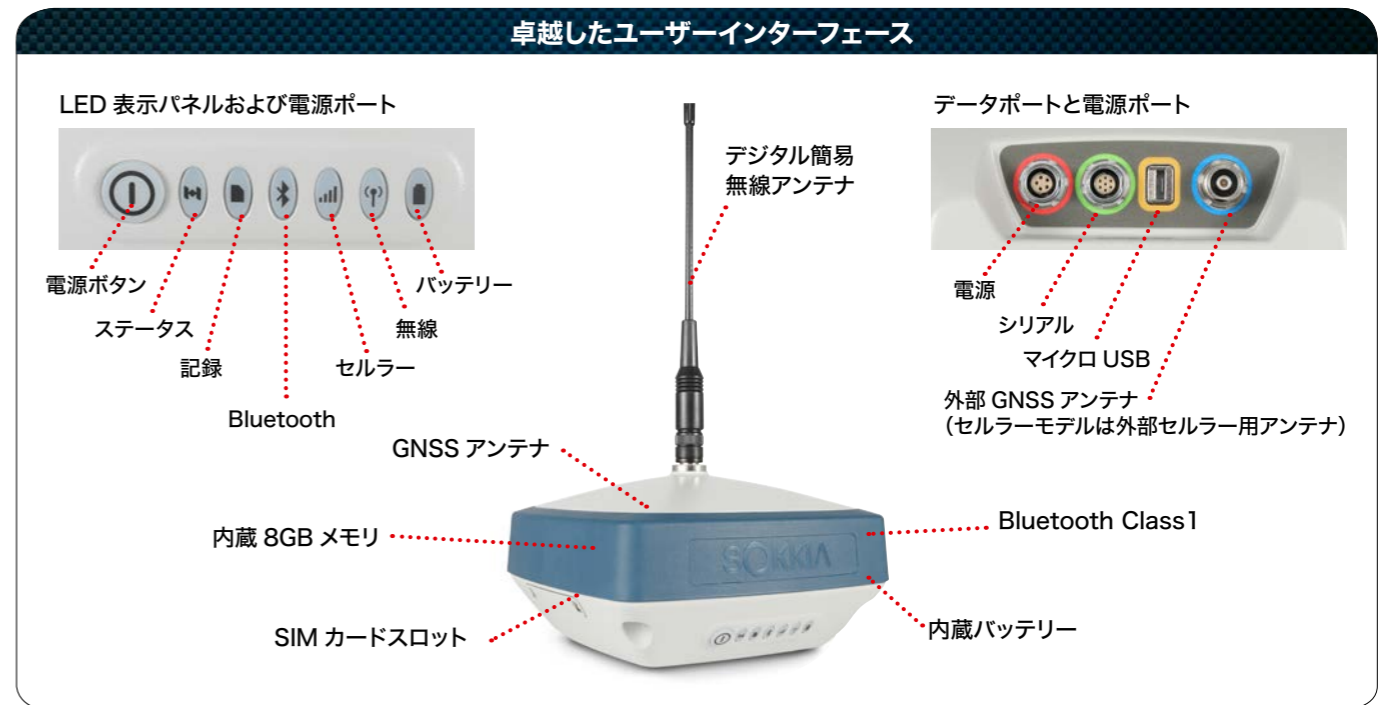 卓越したユーザーインターフェース
LED 表示パネルおよび電源ポート
電源ボタン
ステータス
記録
Bluetooth
セルラー
無線
バッテリー
デジタル簡易
無線アンテナ
データポートと電源ポート
電源
シリアル
マイクロ USB
外部 GNSS アンテナ
（セルラーモデルは外部セルラー用アンテナ）
GNSS アンテナ
内蔵 8GB メモリ
SIM カードスロット
Bluetooth Class1
内蔵バッテリー
SOKKIA